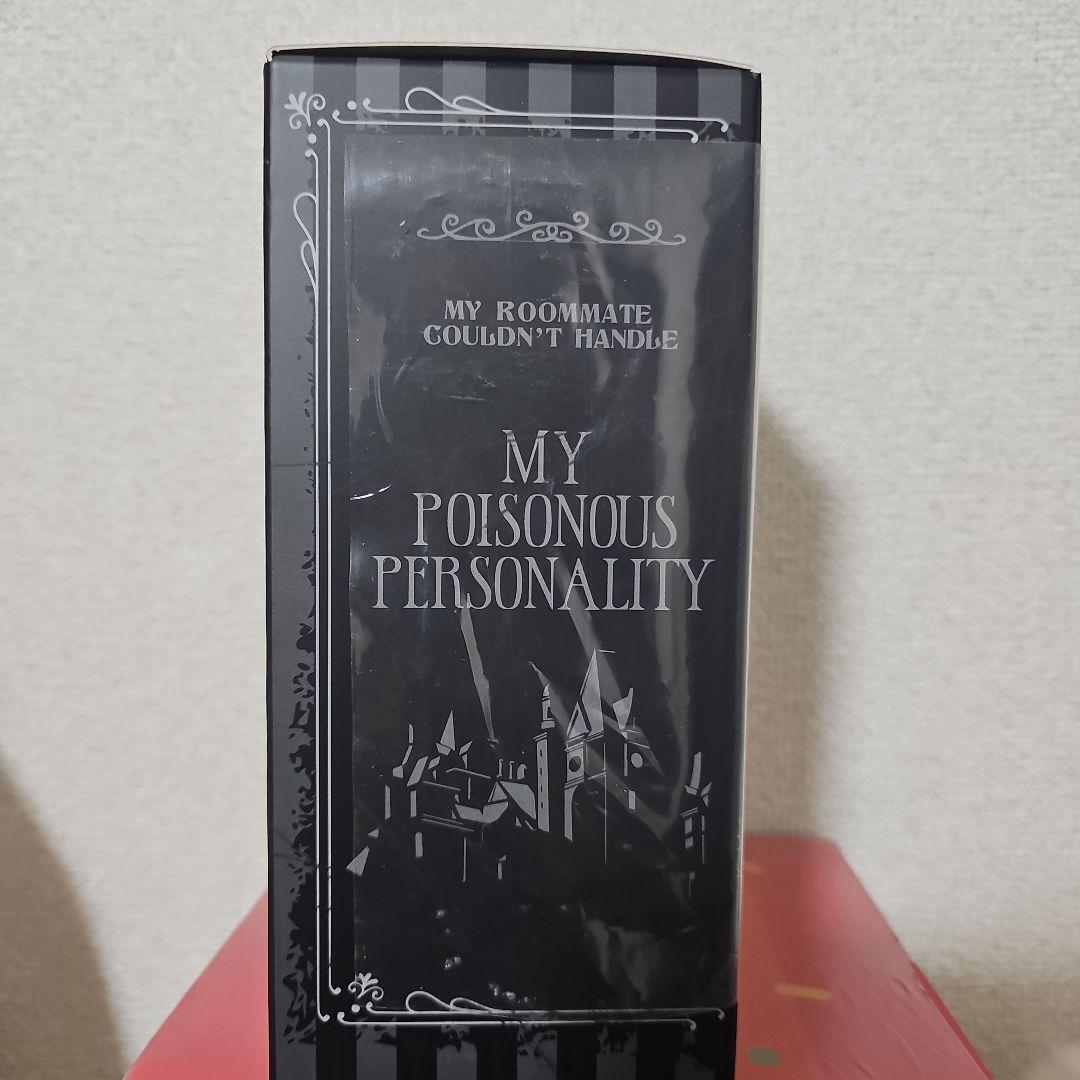 MY ROOMMATE
COULDN'T HANDLE
MY
POISONOUS
PERSONALITY